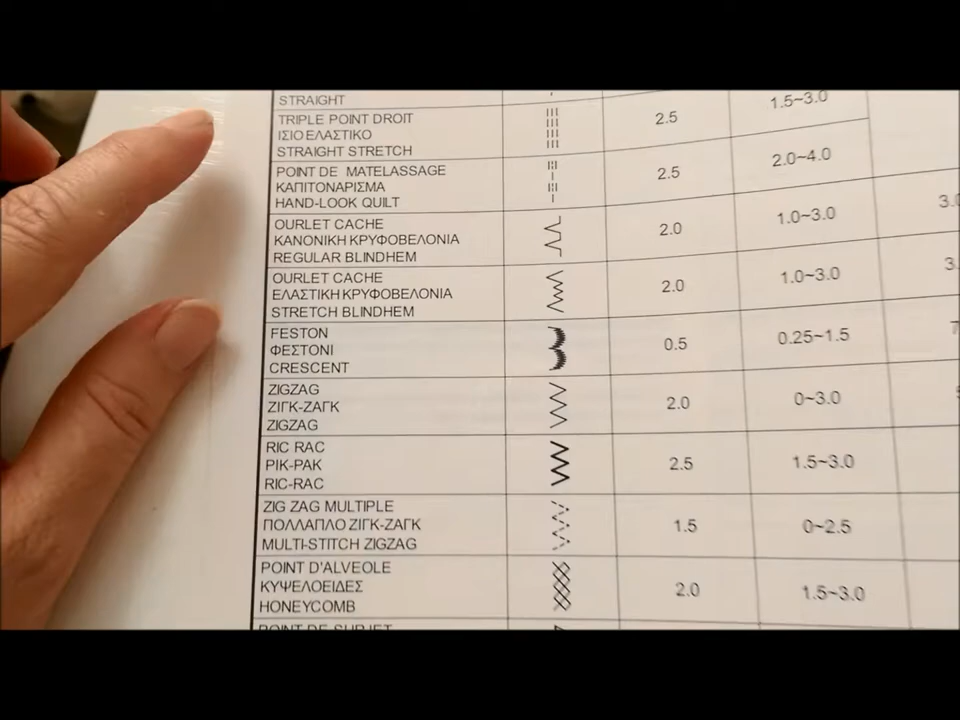 STRAIGHT
1.5~3.0
TRIPLE POINT DROIT
ΙΣΙΟ ΕΛΑΣΤΙΚΟ
STRAIGHT STRETCH
2.5
POINT DE MATELASSAGE
ΚΑΠΙΤΟΝΑΡΙΣΜΑ
HAND-LOOK QUILT
2.5
2.0~4.0
OURLET CACHE
ΚΑΝΟΝΙΚΗ ΚΡΥΦΟΒΕΛΟΝΙΑ
REGULAR BLINDHEM
2.0
1.0~3.0
OURLET CACHE
ΕΛΑΣΤΙΚΗ ΚΡΥΦΟΒΕΛΟΝΙΑ
STRETCH BLINDHEM
2.0
1.0~3.0
FESTON
ΦΕΣΤΟΝΙ
CRESCENT
0.5
0.25~1.5
ZIGZAG
ΖΙΓΚ-ΖΑΓΚ
ZIGZAG
2.0
0~3.0
RIC RAC
ΡΙΚ-ΡΑΚ
RIC-RAC
2.5
1.5~3.0
ZIG ZAG MULTIPLE
ΠΟΛΛΑΠΛΟ ΖΙΓΚ-ΖΑΓΚ
MULTI-STITCH ZIGZAG
1.5
0~2.5
POINT D'ALVEOLE
ΚΥΨΕΛΟΕΙΔΕΣ
HONEYCOMB
2.0
1.5~3.0
POINT DE SURJET